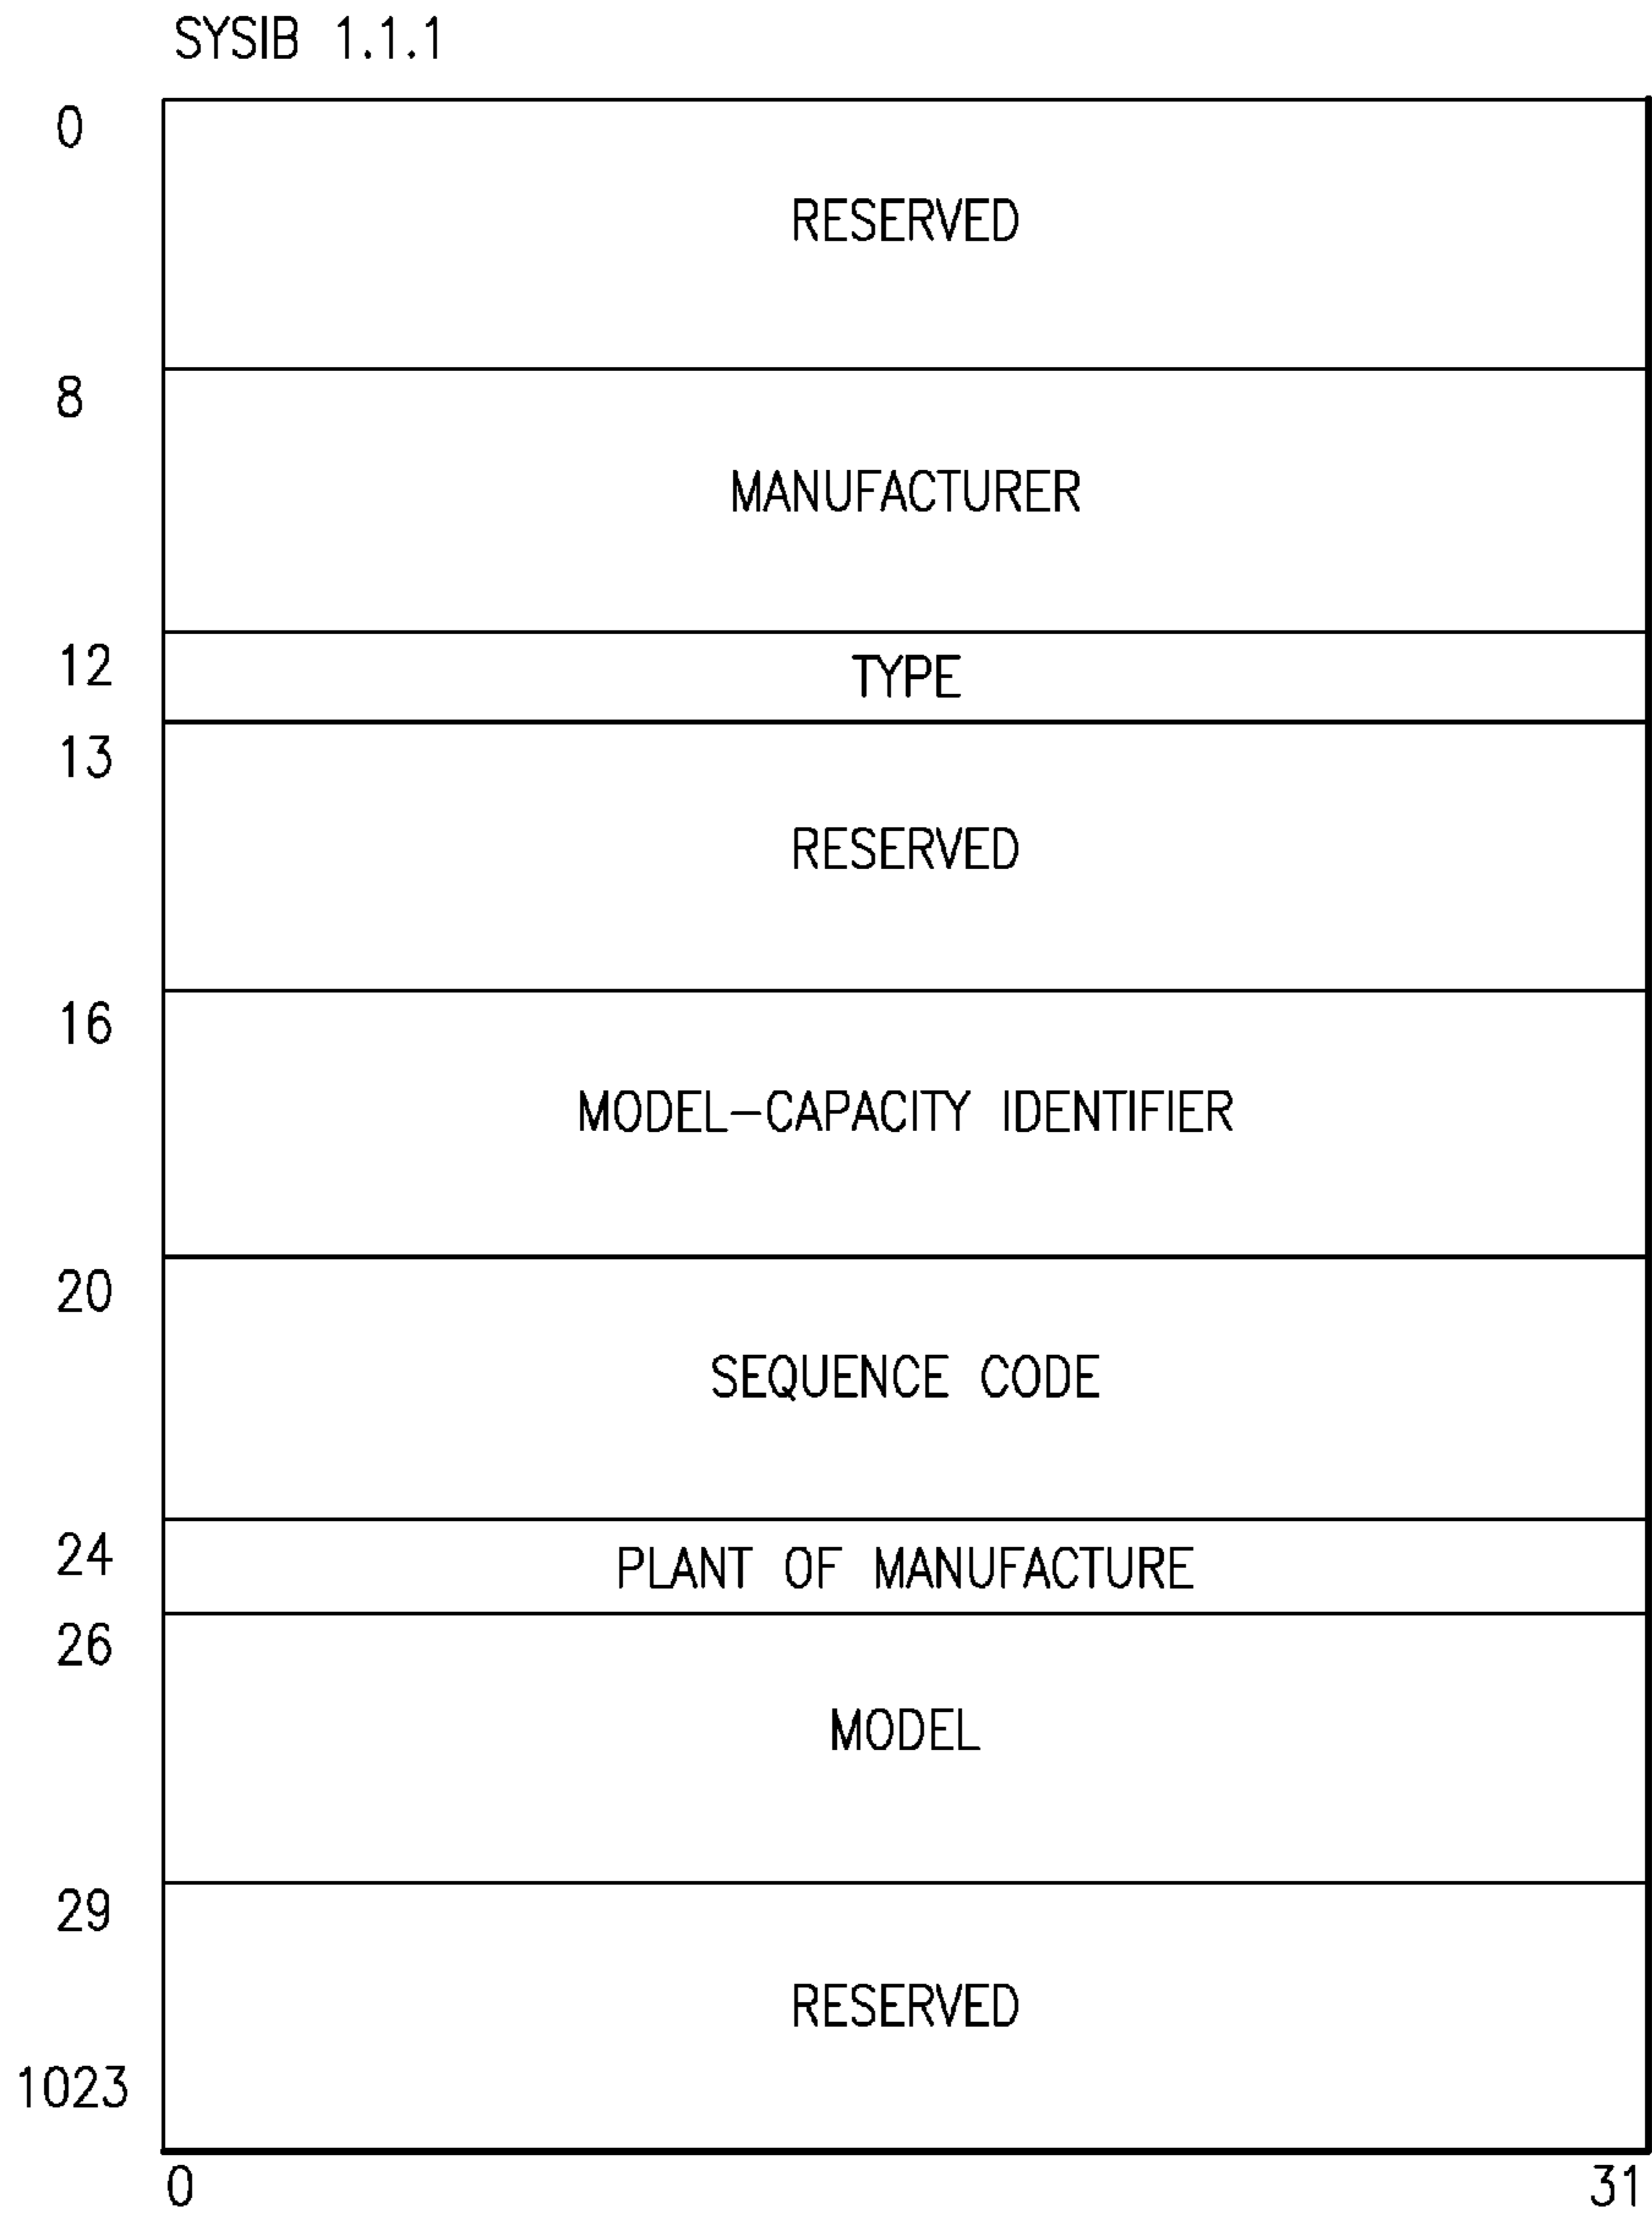 SYSIB 1.1.1
0
RESERVED
8
MANUFACTURER
12 TYPE
13
RESERVED
16
MODEL-CAPACITY IDENTIFIER
20
SEQUENCE CODE
24 PLANT OF MANUFACTURE
26
MODEL
29
RESERVED
1023
0 31